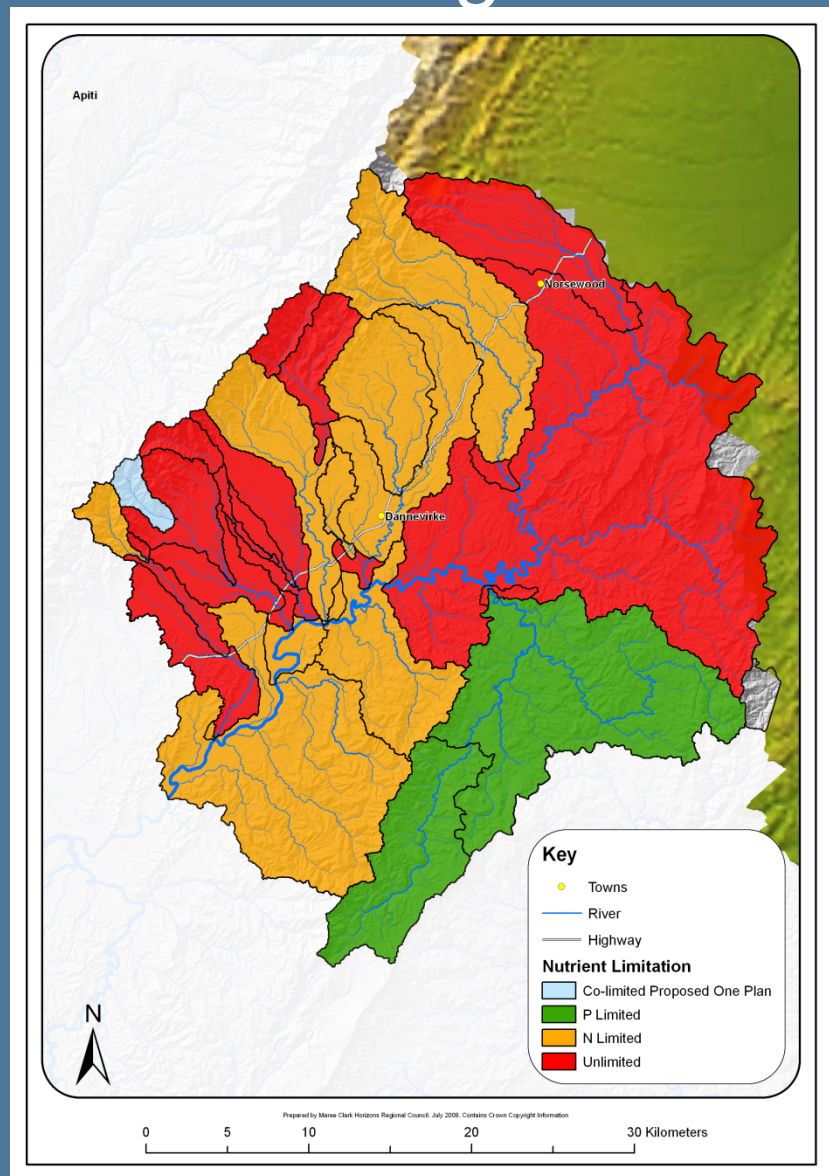 Apiti
Norsewood
Dannevirke
Key
Towns
River
Highway
Nutrient Limitation
Co-limited Proposed One Plan
P Limited
N Limited
Unlimited
N
Prepared by Maree Clark Horizons Regional Council. July 2008. Contains Crown Copyright Information
0 5 10 20 30 Kilometers